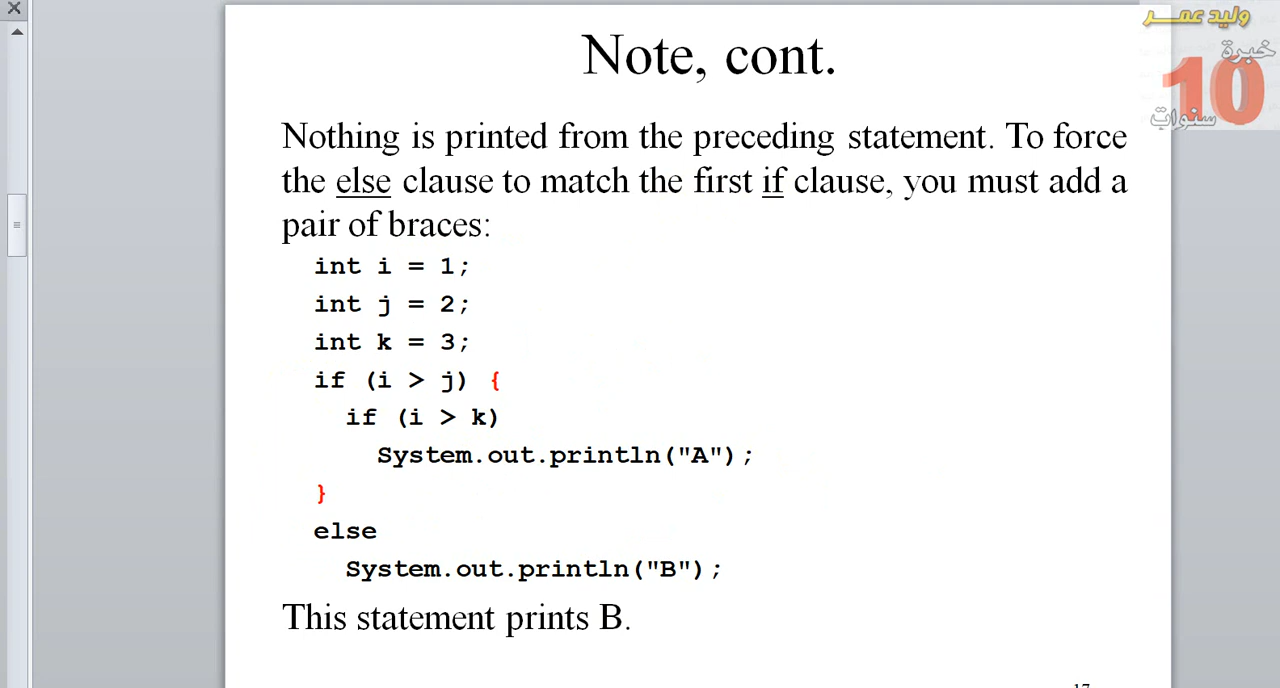 وليد عمر
خبرة
10
سنوات
Note, cont.
Nothing is printed from the preceding statement. To force
the else clause to match the first if clause, you must add a
pair of braces:
int i = 1;
int j = 2;
int k = 3;
if (i > j) {
if (i > k)
System.out.println("A");
}
else
System.out.println("B");
This statement prints B.
17